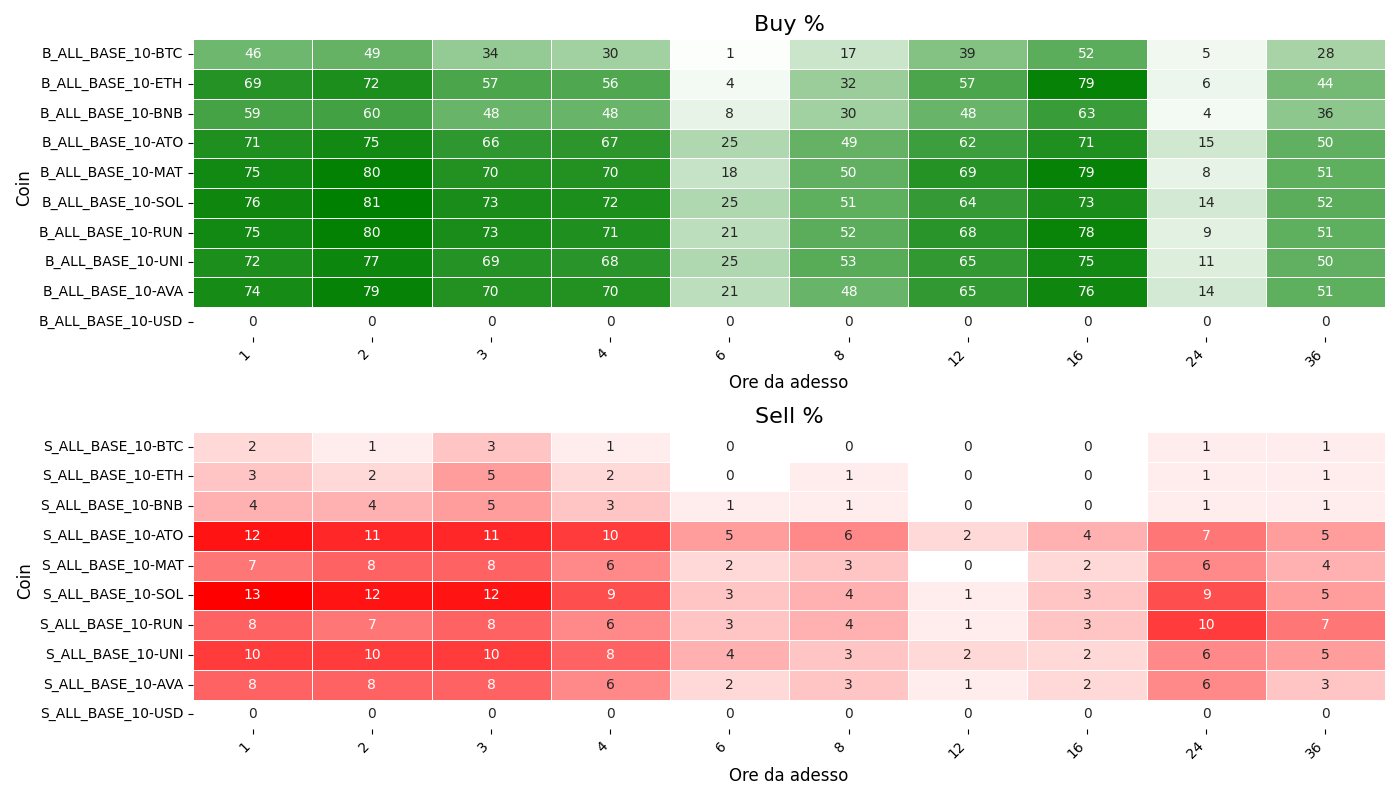 Buy %
Coin
B_ALL_BASE_10-BTC 46 49 34 30 1 17 39 52 5 28
B_ALL_BASE_10-ETH 69 72 57 56 4 32 57 79 6 44
B_ALL_BASE_10-BNB 59 60 48 48 8 30 48 63 4 36
B_ALL_BASE_10-ATO 71 75 66 67 25 49 62 71 15 50
B_ALL_BASE_10-MAT 75 80 70 70 18 50 69 79 8 51
B_ALL_BASE_10-SOL 76 81 73 72 25 51 64 73 14 52
B_ALL_BASE_10-RUN 75 80 73 71 21 52 68 78 9 51
B_ALL_BASE_10-UNI 72 77 69 68 25 53 65 75 11 50
B_ALL_BASE_10-AVA 74 79 70 70 21 48 65 76 14 51
B_ALL_BASE_10-USD 0 0 0 0 0 0 0 0 0 0
1 2 3 4 6 8 12 16 24 36
Ore da adesso
Sell %
Coin
S_ALL_BASE_10-BTC 2 1 3 1 0 0 0 0 1 1
S_ALL_BASE_10-ETH 3 2 5 2 0 1 0 0 1 1
S_ALL_BASE_10-BNB 4 4 5 3 1 1 0 0 1 1
S_ALL_BASE_10-ATO 12 11 11 10 5 6 2 4 7 5
S_ALL_BASE_10-MAT 7 8 8 6 2 3 0 2 6 4
S_ALL_BASE_10-SOL 13 12 12 9 3 4 1 3 9 5
S_ALL_BASE_10-RUN 8 7 8 6 3 4 1 3 10 7
S_ALL_BASE_10-UNI 10 10 10 8 4 3 2 2 6 5
S_ALL_BASE_10-AVA 8 8 8 6 2 3 1 2 6 3
S_ALL_BASE_10-USD 0 0 0 0 0 0 0 0 0 0
1 2 3 4 6 8 12 16 24 36
Ore da adesso